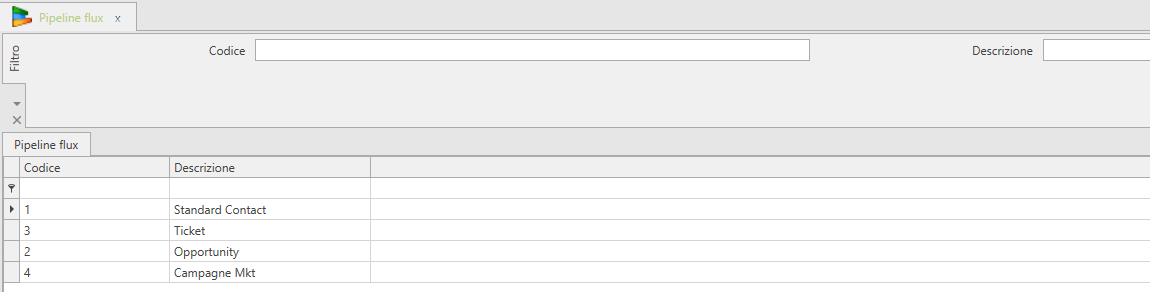 Pipeline flux x
Filtro
Codice
Descrizione
Pipeline flux
Codice Descrizione
1 Standard Contact
3 Ticket
2 Opportunity
4 Campagne Mkt